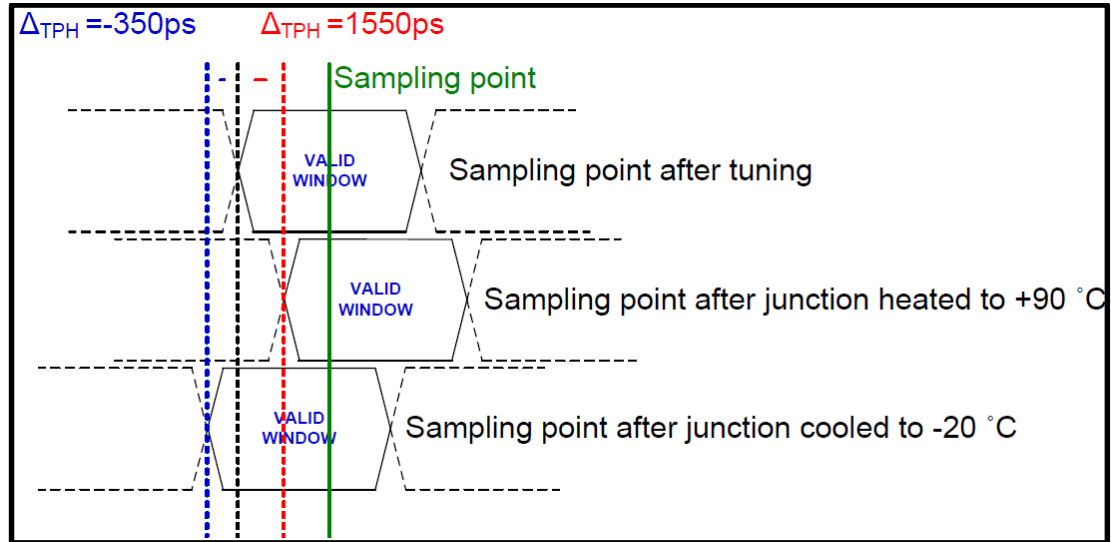 ΔTPH =-350ps ΔTPH =1550ps
Sampling point
VALID
WINDOW
Sampling point after tuning
VALID
WINDOW
Sampling point after junction heated to +90 ˚C
VALID
WINDOW
Sampling point after junction cooled to -20 ˚C